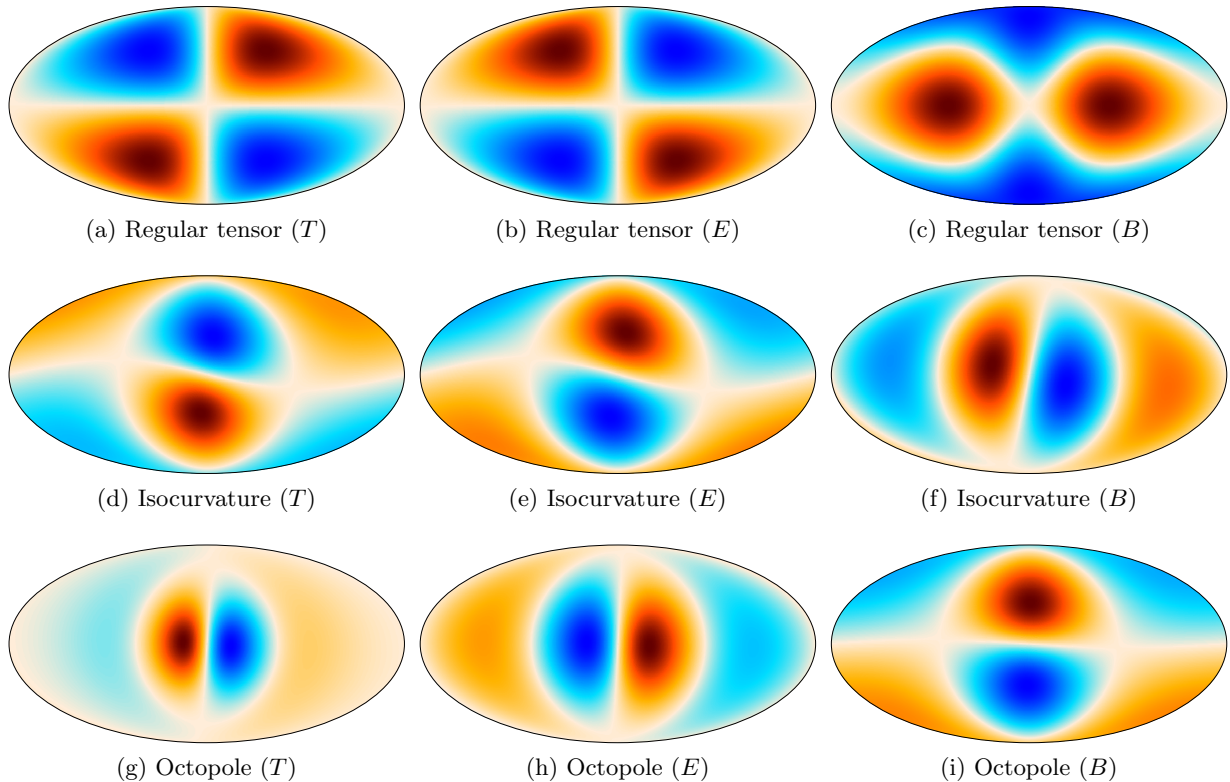 (a) Regular tensor (T)
(b) Regular tensor (E)
(c) Regular tensor (B)
(d) Isocurvature (T)
(e) Isocurvature (E)
(f) Isocurvature (B)
(g) Octopole (T)
(h) Octopole (E)
(i) Octopole (B)